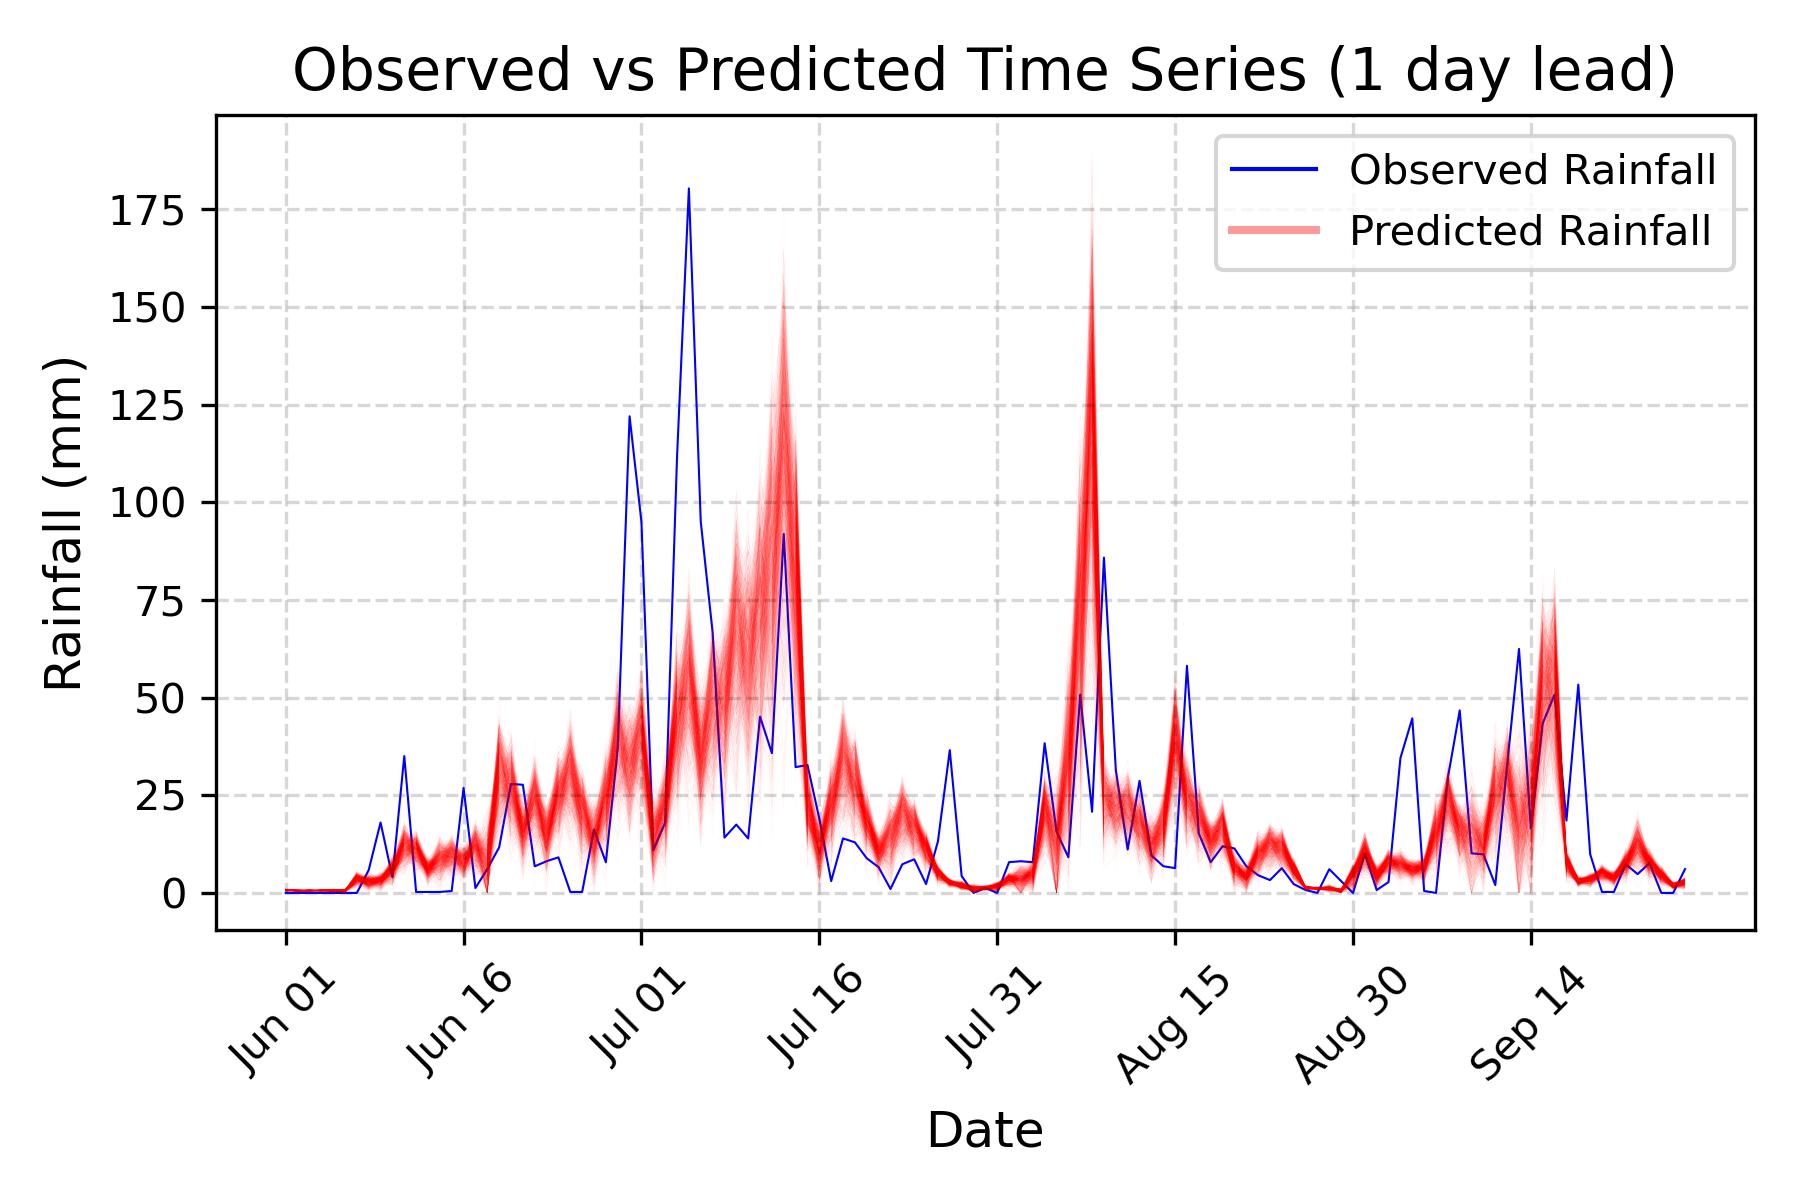 Observed vs Predicted Time Series (1 day lead)
Observed Rainfall
Predicted Rainfall
Rainfall (mm)
175
150
125
100
75
50
25
0
Jun 01
Jun 16
Jul 01
Jul 16
Jul 31
Aug 15
Aug 30
Sep 14
Date